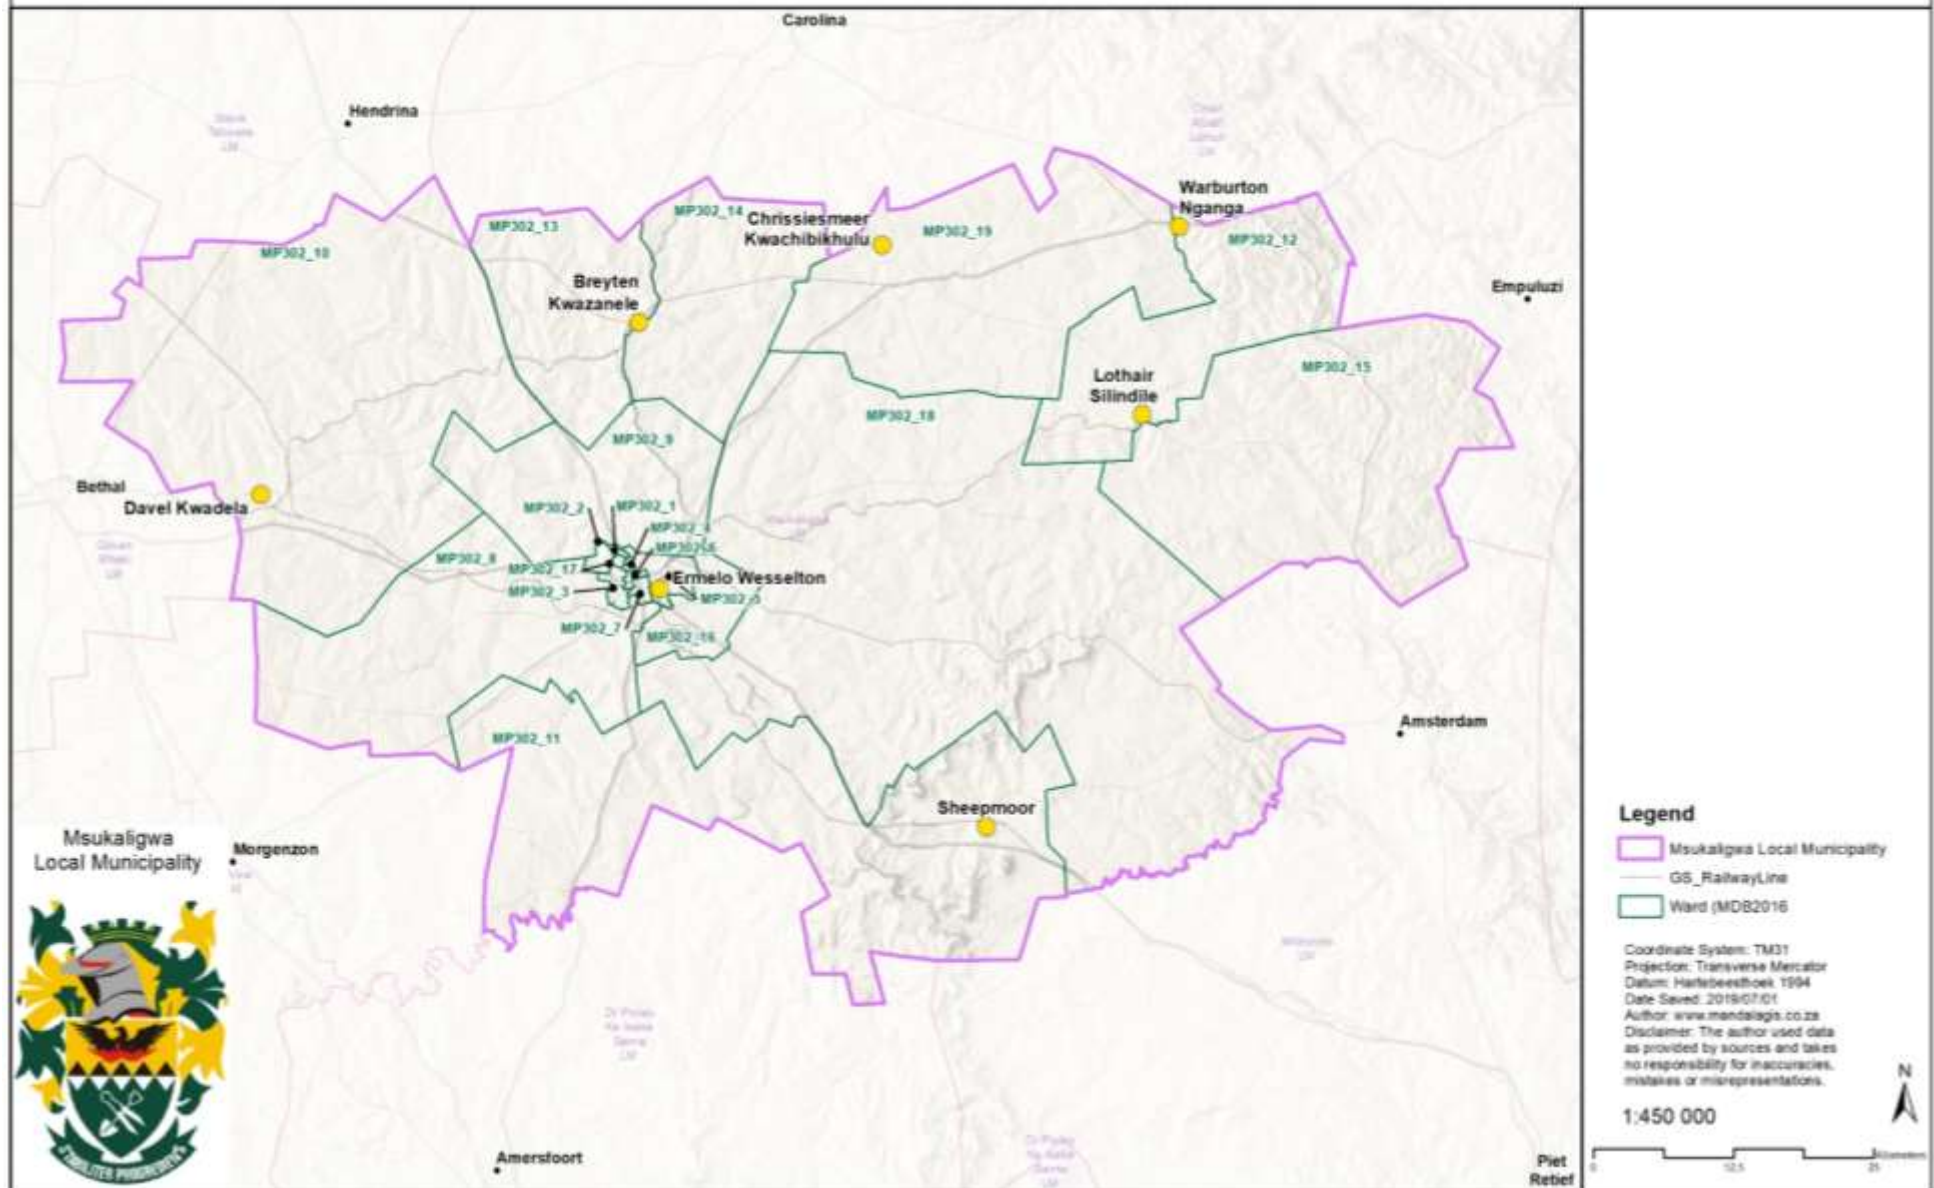 Carolina
Hendrina
Warburton
Nganga
MP302_14
Chrissiesmeer
Kwachibikhulu
MP302_13
MP302_19
MP302_12
MP302_10
Breyten
Kwazanele
Empuluzi
MP302_15
Lothair
Silindile
MP302_18
MP302_9
Bethal
Davel Kwadela
MP302_2
MP302_1
MP302_8
MP302_17
Ermelo Wesselton
MP302_3
MP302_7
MP302_16
Amsterdam
MP302_11
Sheepmoor
Msukaligwa
Local Municipality
Morgenzon
Amersfoort
Piet
Retief
Legend
Msukaligwa Local Municipality
GS_RailwayLine
Ward (MDB2016
Coordinate System: TM31
Projection: Transverse Mercator
Datum: Hartebeesthoek 1994
Date Saved: 2019/07/01
Author: www.mandalagis.co.za
Disclaimer: The author used data
as provided by sources and takes
no responsibility for inaccuracies,
mistakes or misrepresentations.
N
1:450 000
0 12,5 25
Kilometers